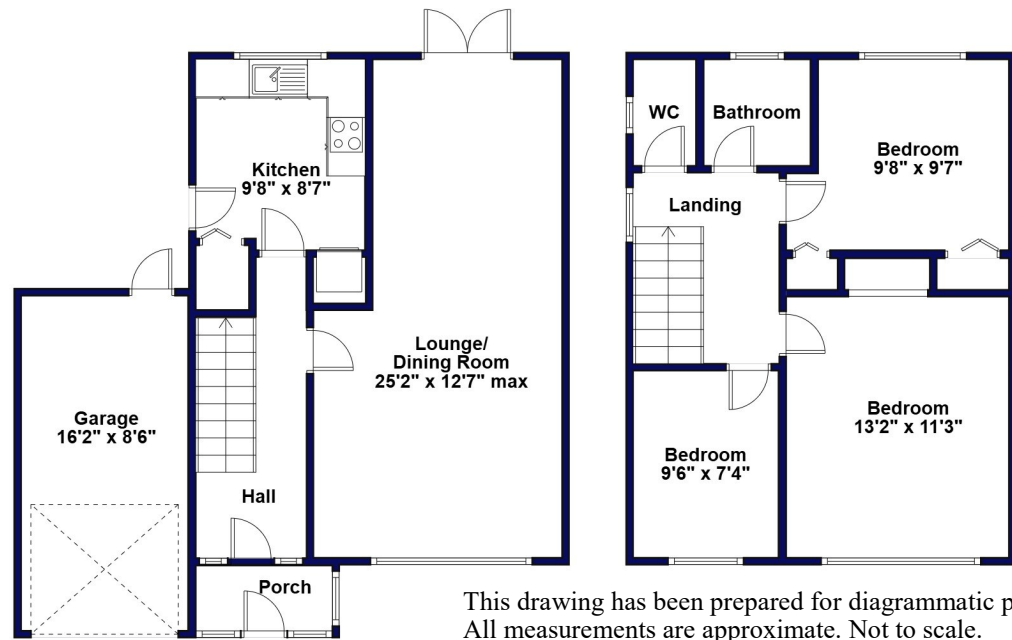 Kitchen
9'8" x 8'7"
Lounge/
Dining Room
25'2" x 12'7" max
Garage
16'2" x 8'6"
Hall
Porch
WC
Bathroom
Bedroom
9'8" x 9'7"
Landing
Bedroom
13'2" x 11'3"
Bedroom
9'6" x 7'4"
This drawing has been prepared for diagrammatic p
All measurements are approximate. Not to scale.